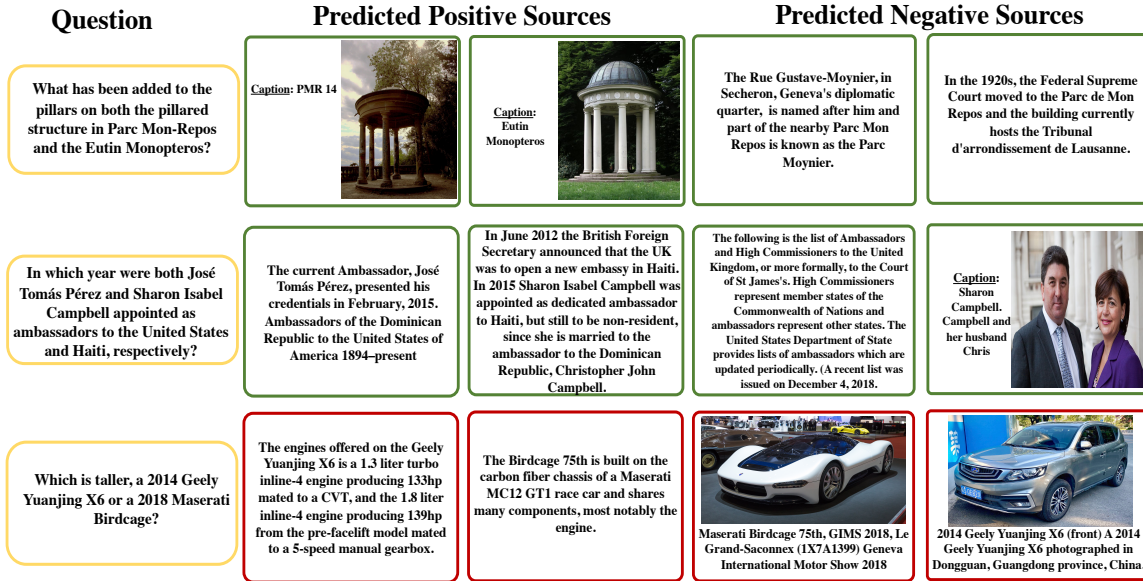 Question
Predicted Positive Sources
Predicted Negative Sources
What has been added to the
pillars on both the pillared
structure in Parc Mon-Repos
and the Eutin Monopteros?
Caption: PMR 14
Caption:
Eutin
Monopteros
The Rue Gustave-Moynier, in
Secheron, Geneva's diplomatic
quarter, is named after him and
part of the nearby Parc Mon
Repos is known as the Parc
Moynier.
In the 1920s, the Federal Supreme
Court moved to the Parc de Mon
Repos and the building currently
hosts the Tribunal
d'arrondissement de Lausanne.
In which year were both José
Tomás Pérez and Sharon Isabel
Campbell appointed as
ambassadors to the United States
and Haiti, respectively?
The current Ambassador, José
Tomás Pérez, presented his
credentials in February, 2015.
Ambassadors of the Dominican
Republic to the United States of
America 1894–present
In June 2012 the British Foreign
Secretary announced that the UK
was to open a new embassy in Haiti.
In 2015 Sharon Isabel Campbell was
appointed as dedicated ambassador
to Haiti, but still to be non-resident,
since she is married to the
ambassador to the Dominican
Republic, Christopher John
Campbell.
The following is the list of Ambassadors
and High Commissioners to the United
Kingdom, or more formally, to the Court
of St James's. High Commissioners
represent member states of the
Commonwealth of Nations and
ambassadors represent other states. The
United States Department of State
provides lists of ambassadors which are
updated periodically. (A recent list was
issued on December 4, 2018.
Caption:
Sharon
Campbell.
Campbell and
her husband
Chris
Which is taller, a 2014 Geely
Yuanjing X6 or a 2018 Maserati
Birdcage?
The engines offered on the Geely
Yuanjing X6 is a 1.3 liter turbo
inline-4 engine producing 133hp
mated to a CVT, and the 1.8 liter
inline-4 engine producing 139hp
from the pre-facelift model mated
to a 5-speed manual gearbox.
The Birdcage 75th is built on the
carbon fiber chassis of a Maserati
MC12 GT1 race car and shares
many components, most notably the
engine.
Maserati Birdcage 75th, GIMS 2018, Le
Grand-Saconnex (1X7A1399) Geneva
International Motor Show 2018
2014 Geely Yuanjing X6 (front) A 2014
Geely Yuanjing X6 photographed in
Dongguan, Guangdong province, China